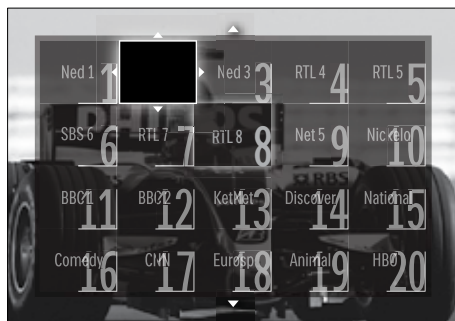 Ned 1 1 Ned 3 3 RTL 4 4 RTL 5 5
SBS 6 6 RTL 7 7 RTL 8 8 Net 5 9 Nickelo 10
BBC1 11 BBC2 12 KetNet- 13 Discover 14 National 15
Comedy 16 CNN 17 Eurospo 18 Animal 19 HBO 20
RBS